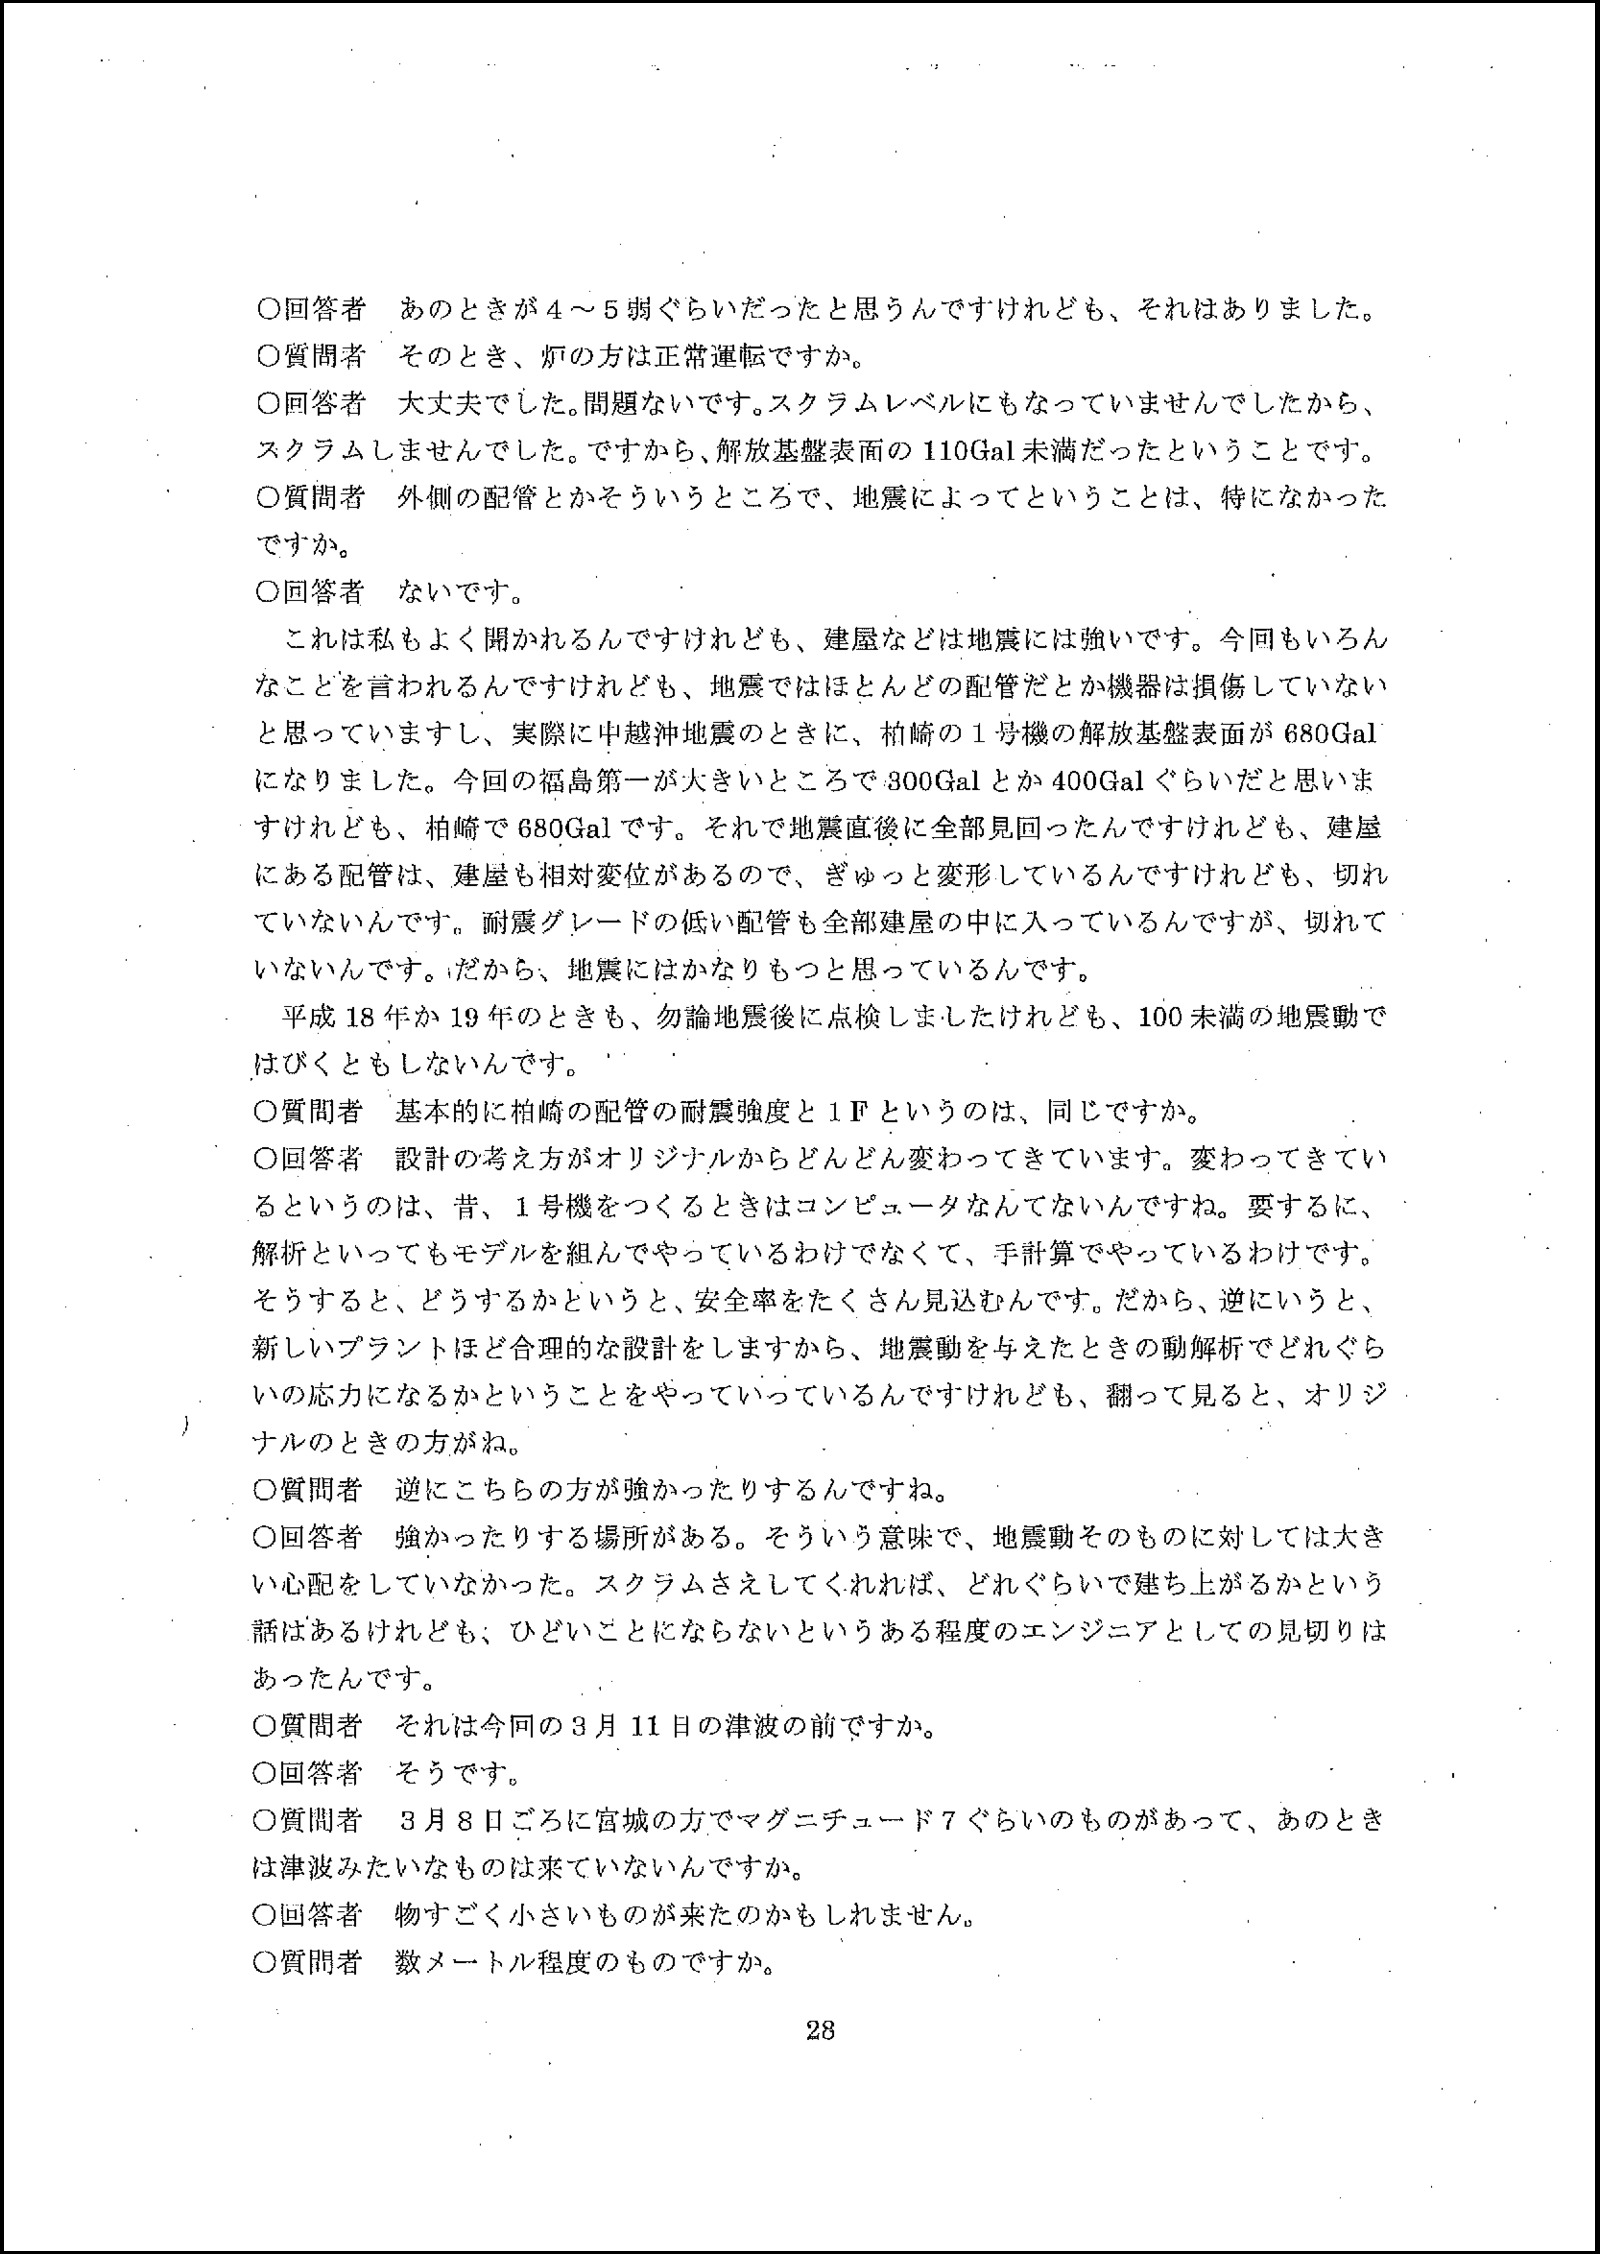 〇回答者　あのときが４～５弱ぐらいだったと思うんですけれども、それはありました。
〇質問者　そのとき、炉の方は正常運転ですか。
〇回答者　大丈夫でした。問題ないです。スクラムレベルにもなっていませんでしたから、
スクラムしませんでした。ですから、解放基盤表面の 110Gal 未満だったということです。
〇質問者　外側の配管とかそういうところで、地震によってということは、特になかった
ですか。
〇回答者　ないです。
　これは私もよく聞かれるんですけれども、建屋などは地震には強いです。今回もいろん
なことを言われるんですけれども、地震ではほとんどの配管だとか機器は損傷していない
と思っていますし、実際に中越沖地震のときに、柏崎の１号機の解放基盤表面が 680Gal
になりました。今回の福島第一が大きいところで 300Gal とか 400Gal ぐらいだと思いま
すけれども、柏崎で 680Gal です。それで地震直後に全部見回ったんですけれども、建屋
にある配管は、建屋も相対変位があるので、ぎゅっと変形しているんですけれども、切れ
ていないんです。耐震グレードの低い配管も全部建屋の中に入っているんですが、切れて
いないんです。だから、地震にはかなりもつと思っているんです。
　平成 18 年か 19 年のときも、勿論地震後に点検しましたけれども、100 未満の地震動で
はびくともしないんです。
〇質問者　基本的に柏崎の配管の耐震強度と１Ｆというのは、同じですか。
〇回答者　設計の考え方がオリジナルからどんどん変わってきています。変わってきてい
るというのは、昔、１号機をつくるときはコンピュータなんてないんですね。要するに、
解析といってもモデルを組んでやっているわけでなくて、手計算でやっているわけです。
そうすると、どうするかというと、安全率をたくさん見込むんです。だから、逆にいうと、
新しいプラントほど合理的な設計をしますから、地震動を与えたときの動解析でどれぐら
いの応力になるかということをやっていっているんですけれども、翻って見ると、オリジ
ナルのときの方がね。
〇質問者　逆にこちらの方が強かったりするんですね。
〇回答者　強かったりする場所がある。そういう意味で、地震動そのものに対しては大き
い心配をしていなかった。スクラムさえしてくれれば、どれぐらいで建ち上がるかという
話はあるけれども、ひどいことにならないというある程度のエンジニアとしての見切りは
あったんです。
〇質問者　それは今回の３月 11 日の津波の前ですか。
〇回答者　そうです。
〇質問者　３月８日ごろに宮城の方でマグニチュード７ぐらいのものがあって、あのとき
は津波みたいなものは来ていないんですか。
〇回答者　物すごく小さいものが来たのかもしれません。
〇質問者　数メートル程度のものですか。
28